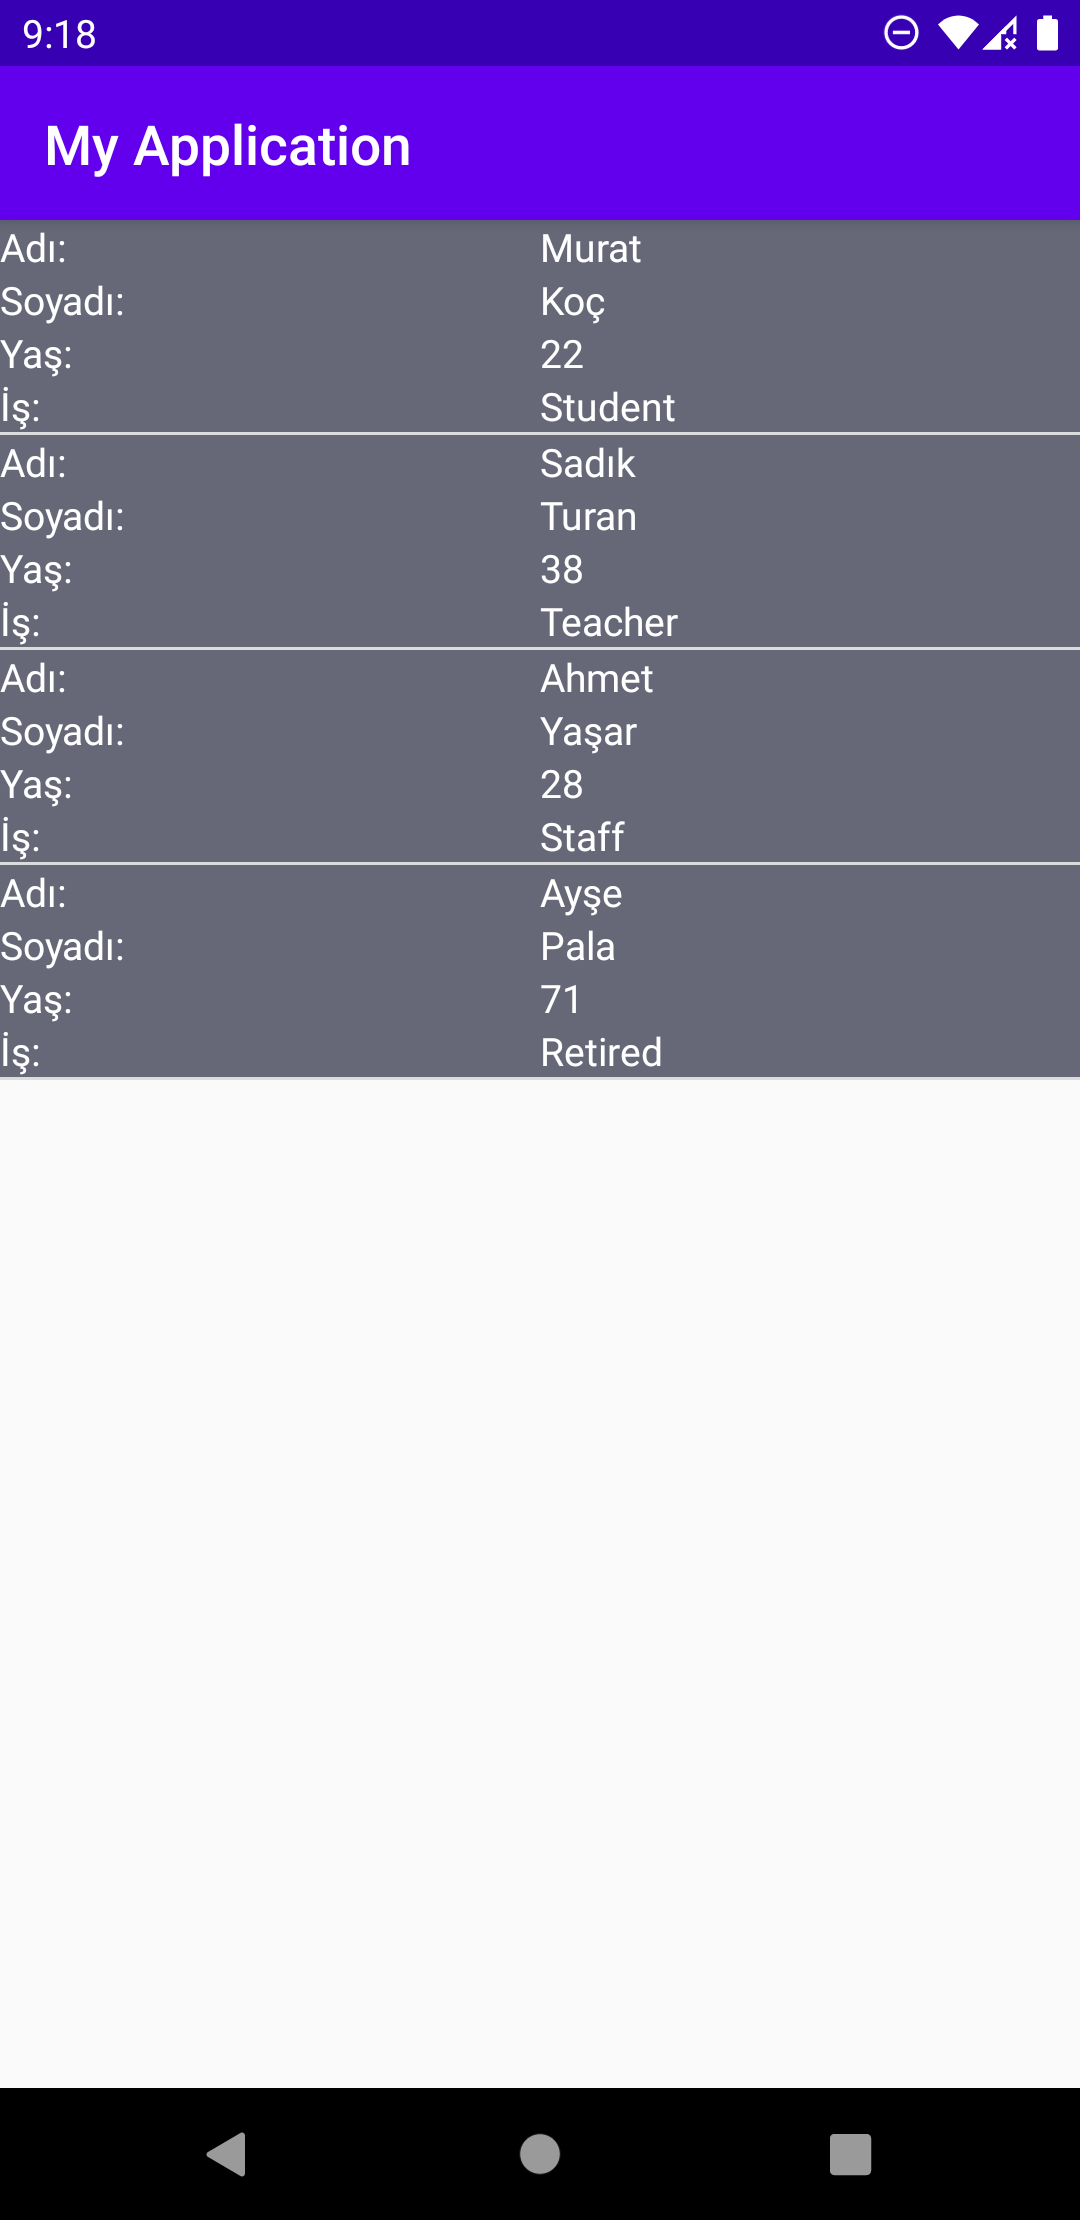 9:18
My Application
Adı: Murat
Soyadı: Koç
Yaş: 22
İş: Student
Adı: Sadık
Soyadı: Turan
Yaş: 38
İş: Teacher
Adı: Ahmet
Soyadı: Yaşar
Yaş: 28
İş: Staff
Adı: Ayşe
Soyadı: Pala
Yaş: 71
İş: Retired